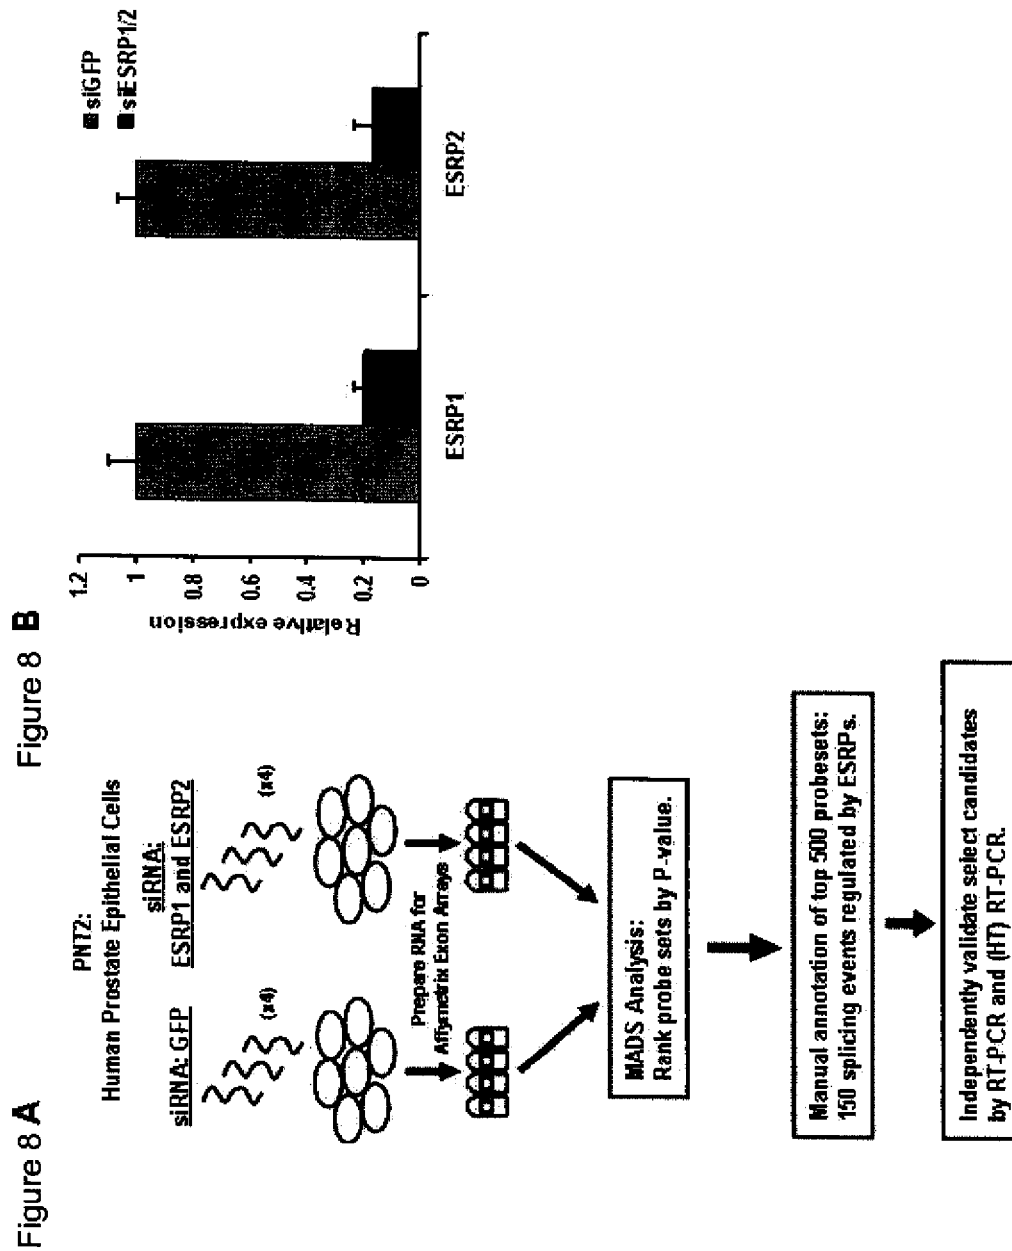 Figure 8 A
PNT2:
Human Prostate Epithelial Cells
siRNA: GFP
siRNA:
ESRP1 and ESRP2
(x4)
(x4)
Prepare RNA for
Affymetrix Exon Arrays
MADS Analysis:
Rank probe sets by P-value.
Manual annotation of top 500 probesets:
150 splicing events regulated by ESRPs.
Independently validate select candidates
by RT-PCR and (HT) RT-PCR.
Figure 8 B
Relative expression
1.2
1
0.8
0.6
0.4
0.2
0
ESRP1
ESRP2
siGFP
siESRP1/2